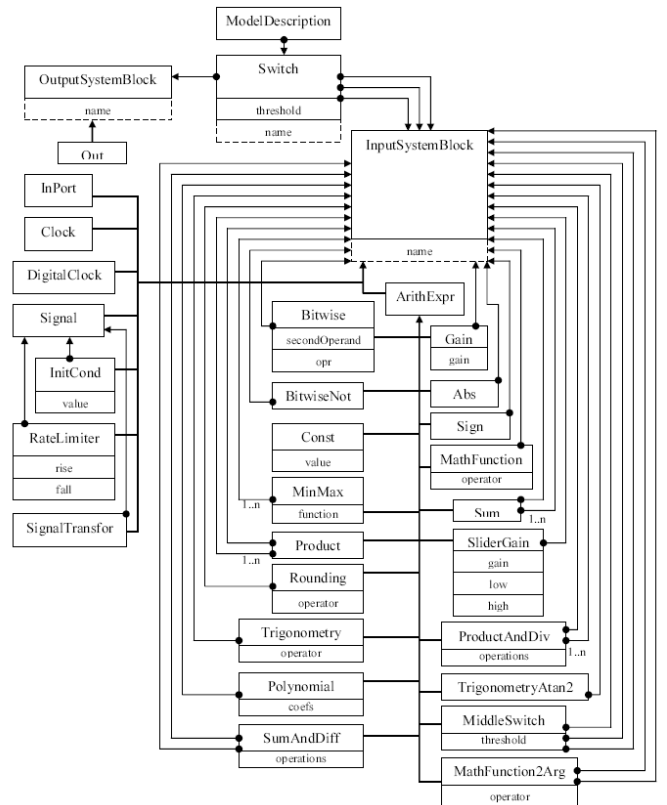 ModelDescription
Switch
threshold
name
OutputSystemBlock
name
Out
InputSystemBlock
name
InPort
Clock
DigitalClock
Signal
InitCond
value
RateLimiter
rise
fall
SignalTransfor
ArithExpr
Bitwise
secondOperand
opr
Gain
gain
BitwiseNot
Abs
Const
value
Sign
MathFunction
operator
MinMax
function
1..n
Sum
1..n
Product
1..n
SliderGain
gain
low
high
Rounding
operator
Trigonometry
operator
ProductAndDiv
operations
1..n
Polynomial
coefs
TrigonometryAtan2
SumAndDiff
operations
MiddleSwitch
threshold
MathFunction2Arg
operator